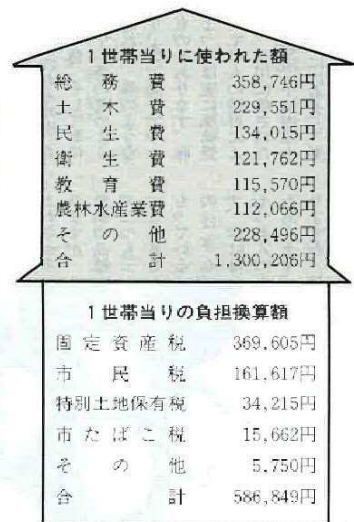 1世帯当りに使われた額
総務費 358,746円
土木費 229,551円
民生費 134,015円
衛生費 121,762円
教育費 115,570円
農林水産業費 112,066円
その他 228,496円
合計 1,300,206円
1世帯当りの負担換算額
固定資産税 369,605円
市民税 161,617円
特別土地保有税 34,215円
市たばこ税 15,662円
その他 5,750円
合計 586,849円